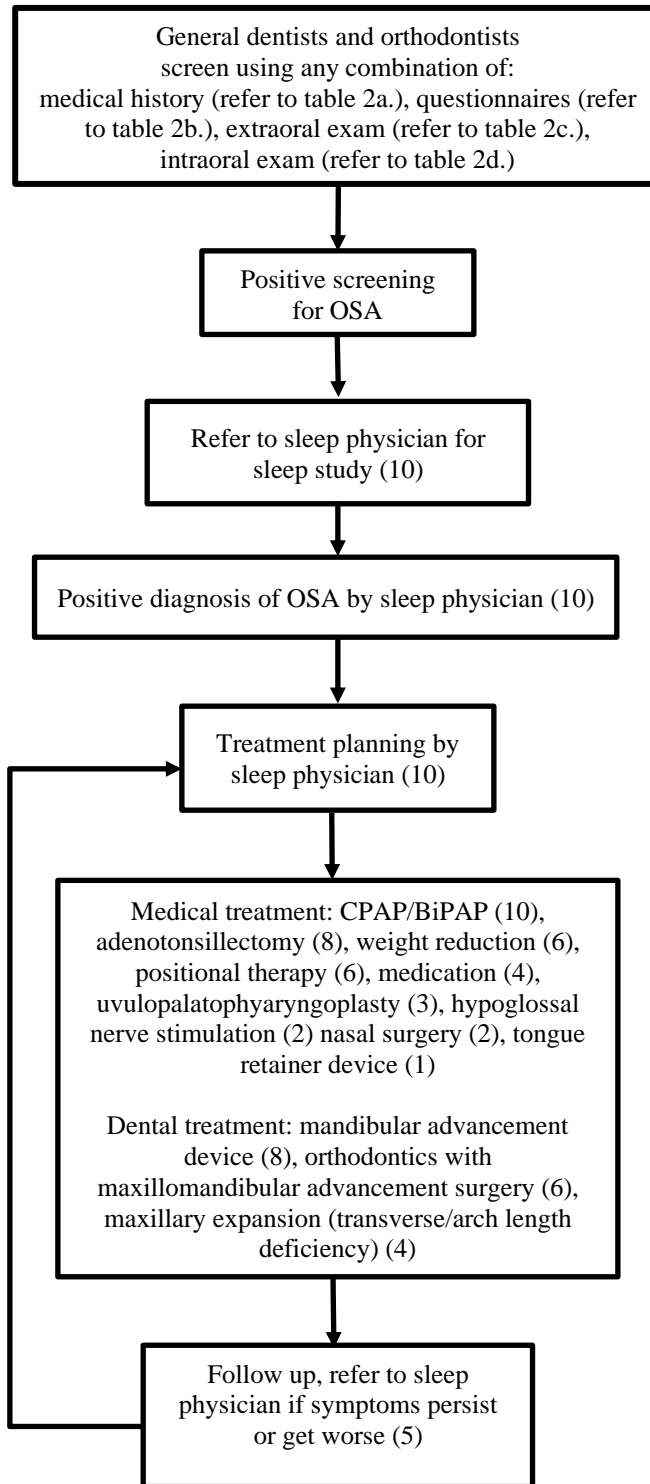 General dentists and orthodontists
screen using any combination of:
medical history (refer to table 2a.), questionnaires (refer
to table 2b.), extraoral exam (refer to table 2c.),
intraoral exam (refer to table 2d.)
Positive screening
for OSA
Refer to sleep physician for
sleep study (10)
Positive diagnosis of OSA by sleep physician (10)
Treatment planning by
sleep physician (10)
Medical treatment: CPAP/BiPAP (10),
adenotonsillectomy (8), weight reduction (6),
positional therapy (6), medication (4),
uvulopalatophyaryngoplasty (3), hypoglossal
nerve stimulation (2) nasal surgery (2), tongue
retainer device (1)
Dental treatment: mandibular advancement
device (8), orthodontics with
maxillomandibular advancement surgery (6),
maxillary expansion (transverse/arch length
deficiency) (4)
Follow up, refer to sleep
physician if symptoms persist
or get worse (5)